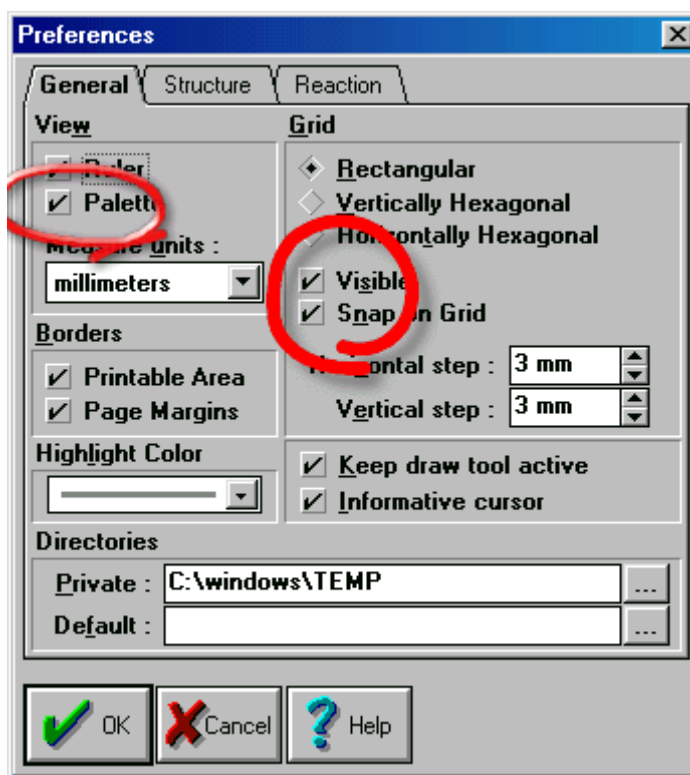 Preferences
General Structure Reaction
View
Ruler
Palette
Measure units :
millimeters
Borders
Printable Area
Page Margins
Highlight Color
Grid
Rectangular
Vertically Hexagonal
Horizontally Hexagonal
Visible
Snap on Grid
Horizontal step : 3 mm
Vertical step : 3 mm
Keep draw tool active
Informative cursor
Directories
Private : C:\windows\TEMP ...
Default : ...
OK Cancel Help